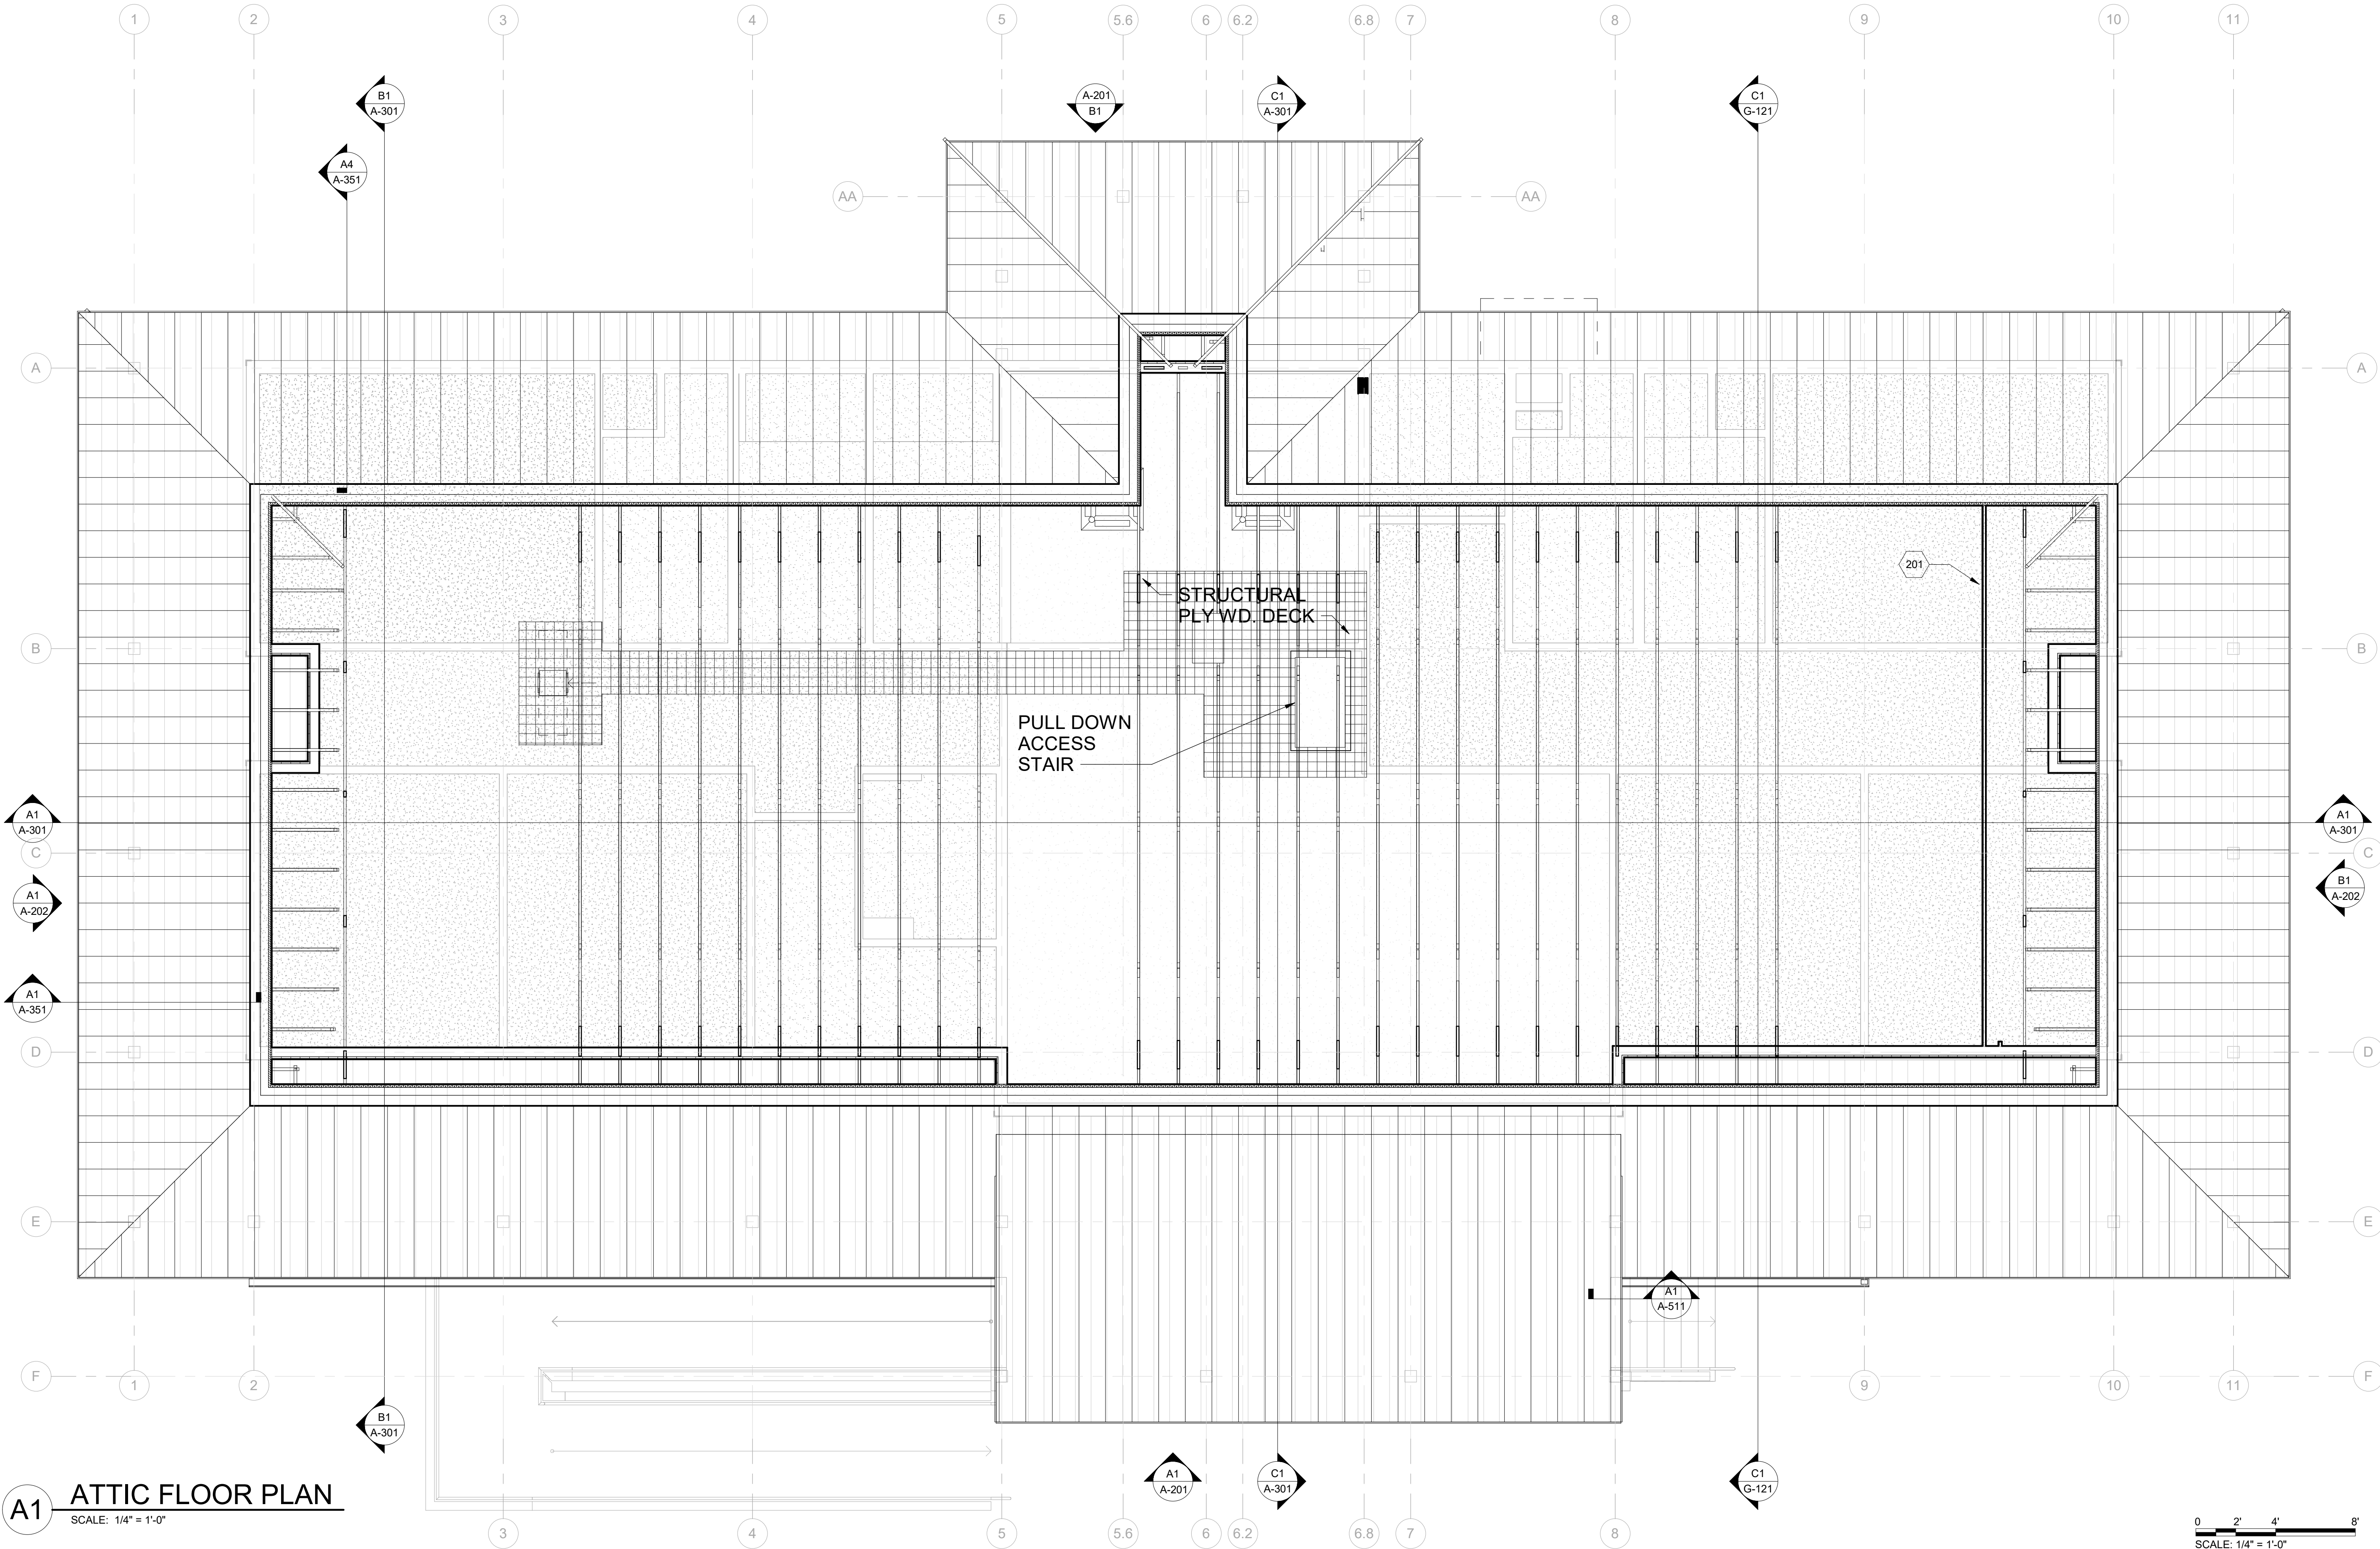 1 2 3 4 5 5.6 6 6.2 6.8 7 8 9 10 11
B1
A-301
A-201
B1
C1
A-301
C1
G-121
A4
A-351
AA AA
A A
201
STRUCTURAL
PLY WD. DECK
B B
PULL DOWN
ACCESS
STAIR
A1
A-301
A1
A-301
C C
A1
A-202
B1
A-202
A1
A-351
D D
E E
A1
A-511
F F
1 2 9 10 11
B1
A-301
A1
A-201
C1
A-301
C1
G-121
A1 ATTIC FLOOR PLAN
SCALE: 1/4" = 1'-0"
3 4 5 5.6 6 6.2 6.8 7 8
0 2' 4' 8'
SCALE: 1/4" = 1'-0"